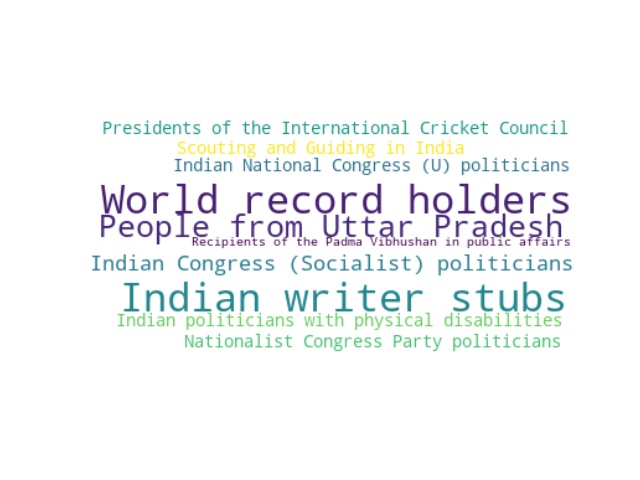 Presidents of the International Cricket Council
Scouting and Guiding in India
Indian National Congress (U) politicians
World record holders
People from Uttar Pradesh
Recipients of the Padma Vibhushan in public affairs
Indian Congress (Socialist) politicians
Indian writer stubs
Indian politicians with physical disabilities
Nationalist Congress Party politicians